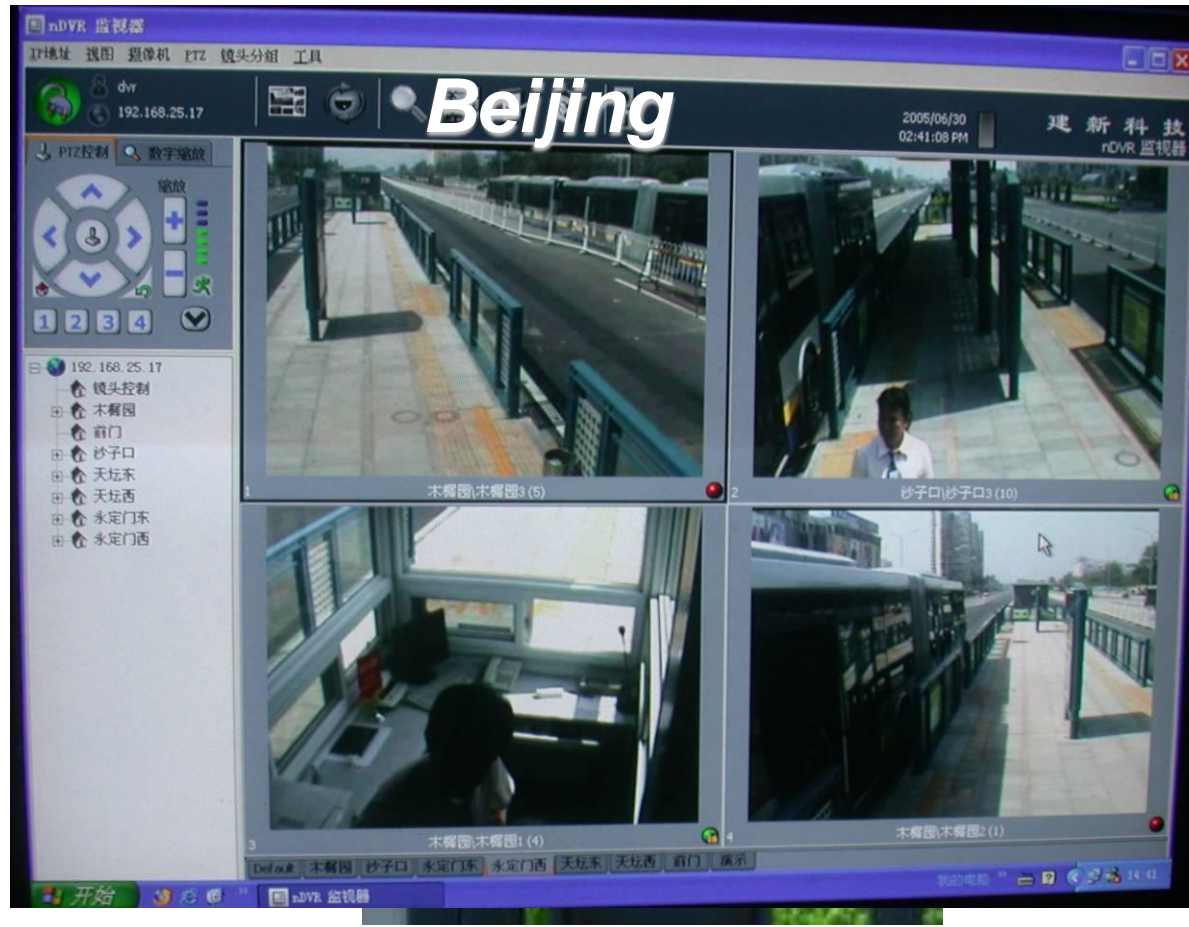 nDVR 监视器
IP地址 视图 摄像机 PTZ 镜头分组 工具
Beijing
dvr
192.168.25.17
2005/06/30
02:41:08 PM
建新科技
nDVR 监视器
PTZ控制 数字缩放
缩放
1 2 3 4
192.168.25.17
镜头控制
木樨园
前门
沙子口
天坛东
天坛西
永定门东
永定门西
1 木樨园\木樨园3 (5)
2 沙子口\沙子口3 (10)
3 木樨园\木樨园1 (4)
4 木樨园\木樨园2 (1)
Default 木樨园 沙子口 永定门东 永定门西 天坛东 天坛西 前门 演示
开始 nDVR 监视器 我的电脑 14:41